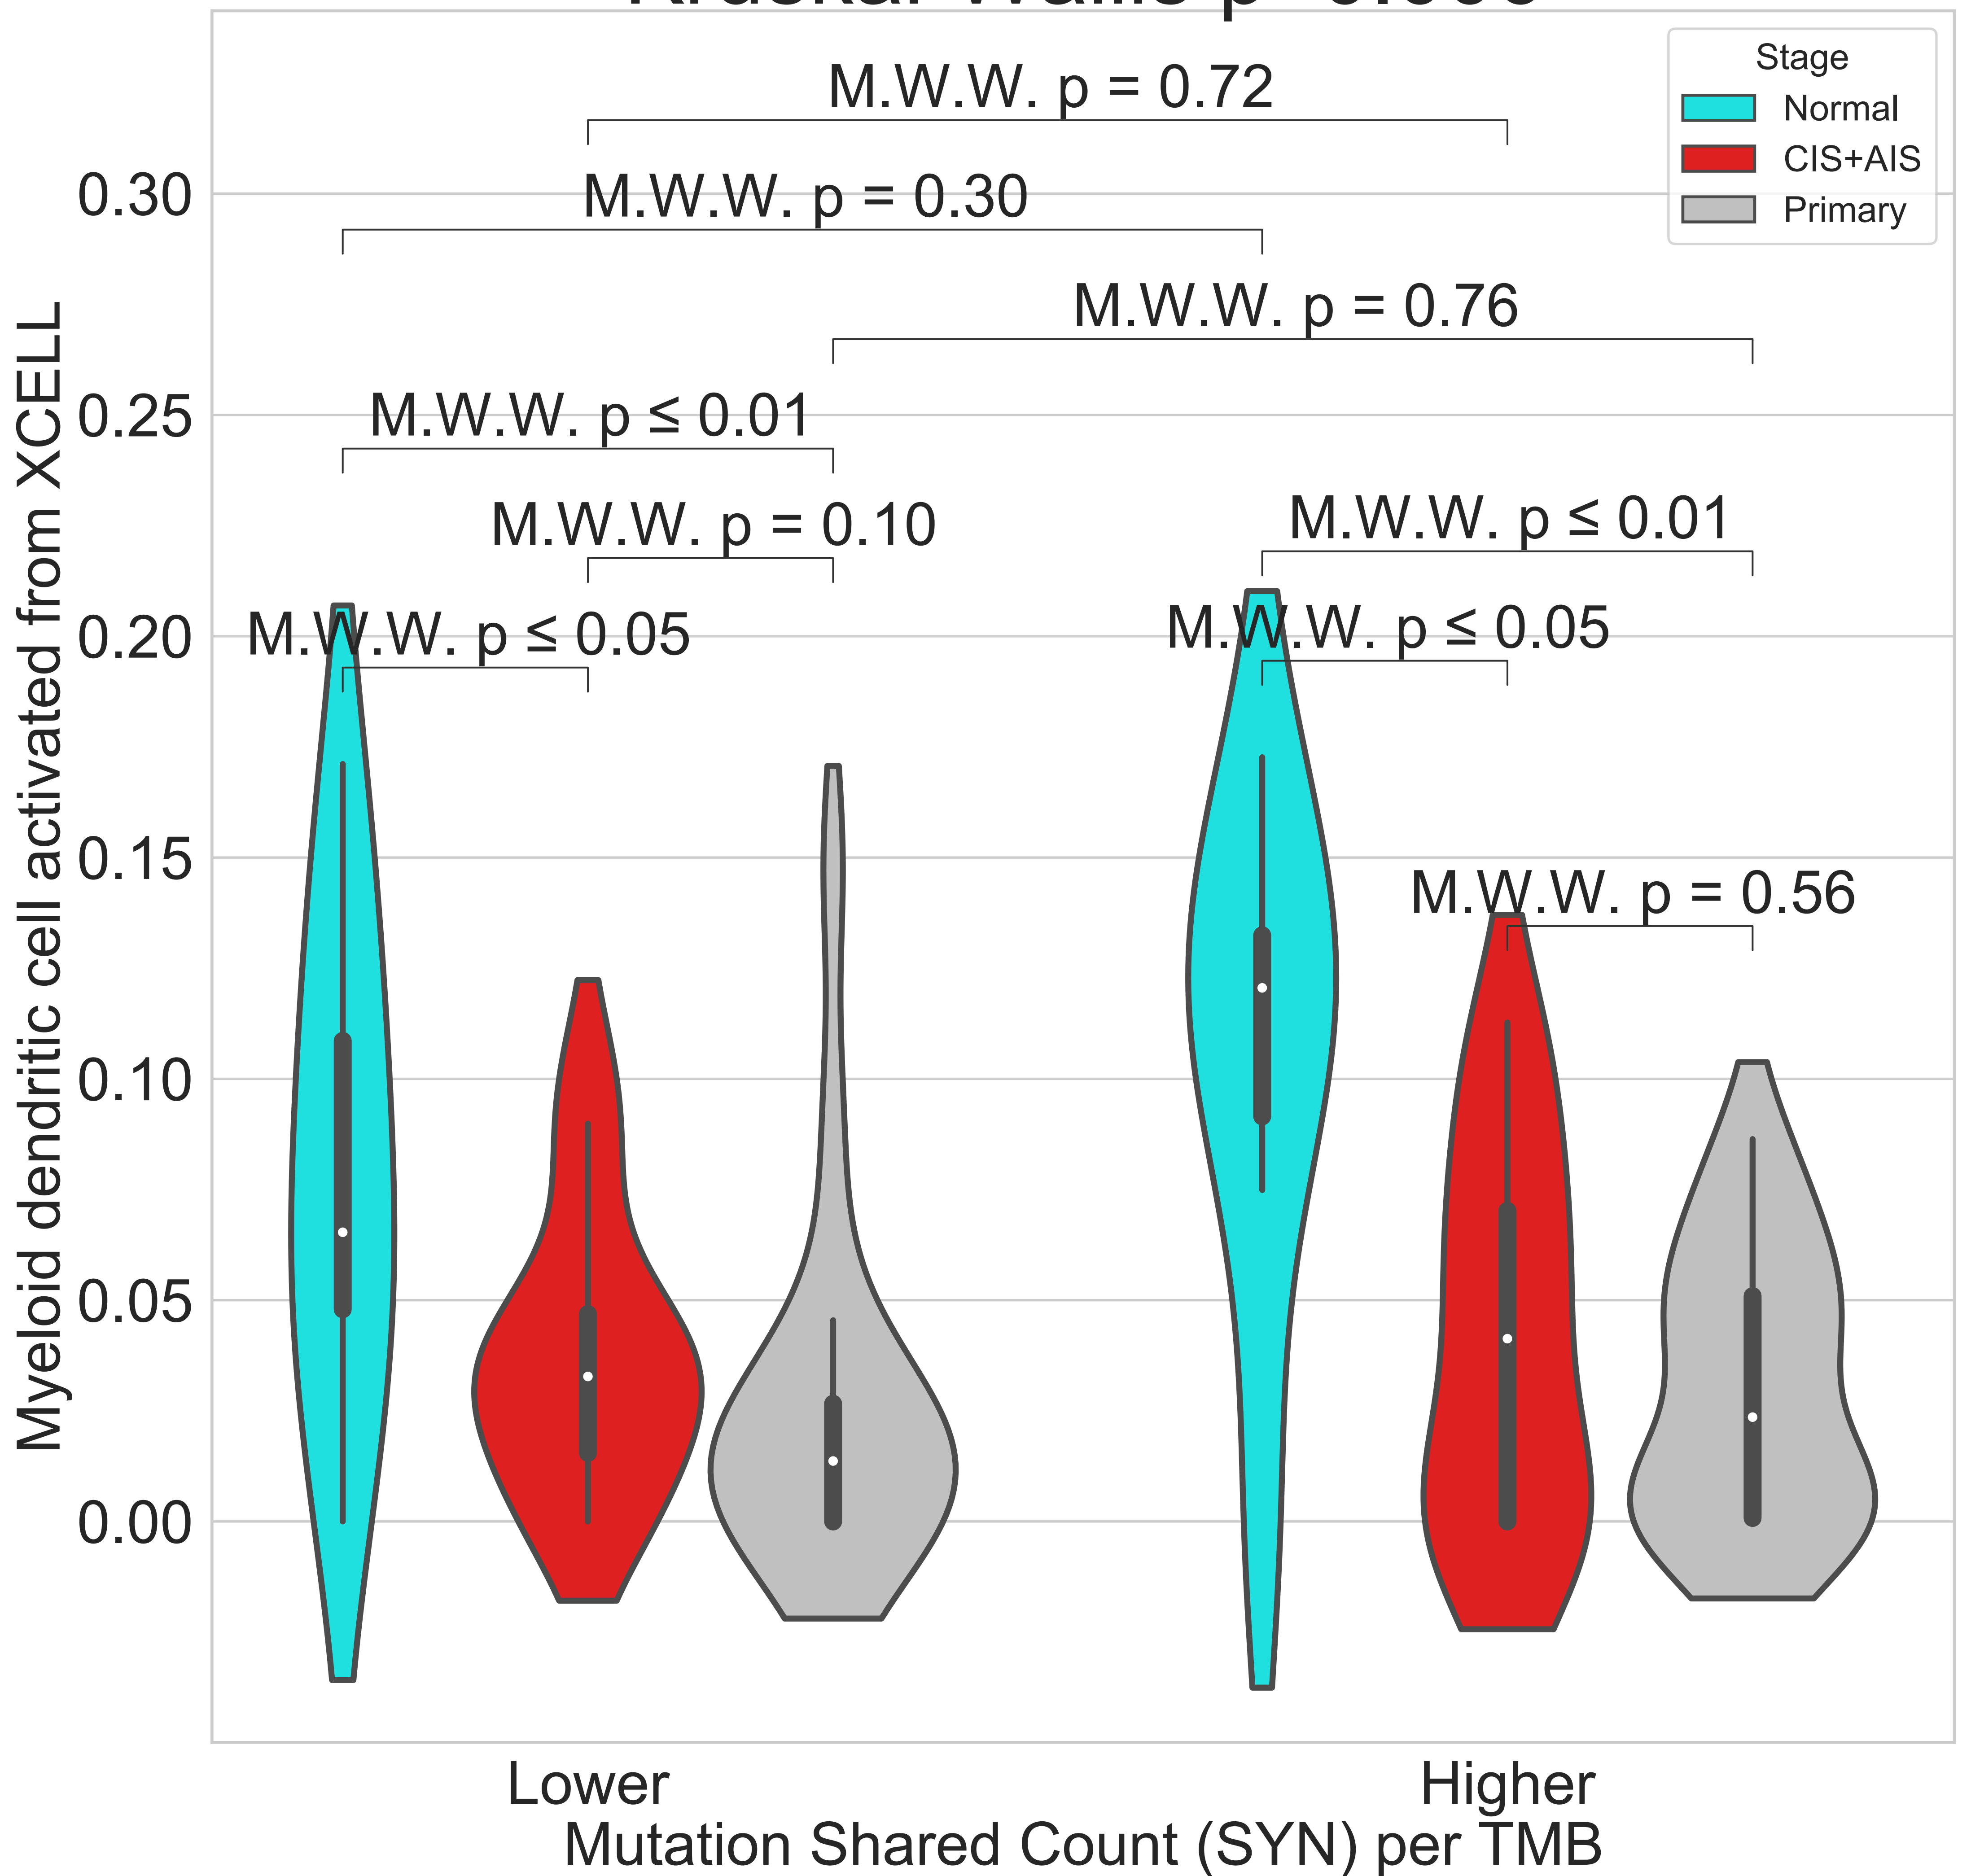 Stage
Normal
CIS+AIS
Primary
M.W.W. p = 0.72
M.W.W. p = 0.30
M.W.W. p = 0.76
M.W.W. p ≤ 0.01
M.W.W. p = 0.10
M.W.W. p ≤ 0.01
M.W.W. p ≤ 0.05
M.W.W. p ≤ 0.05
M.W.W. p = 0.56
0.30
0.25
0.20
0.15
0.10
0.05
0.00
Myeloid dendritic cell activated from XCELL
Lower
Higher
Mutation Shared Count (SYN) per TMB